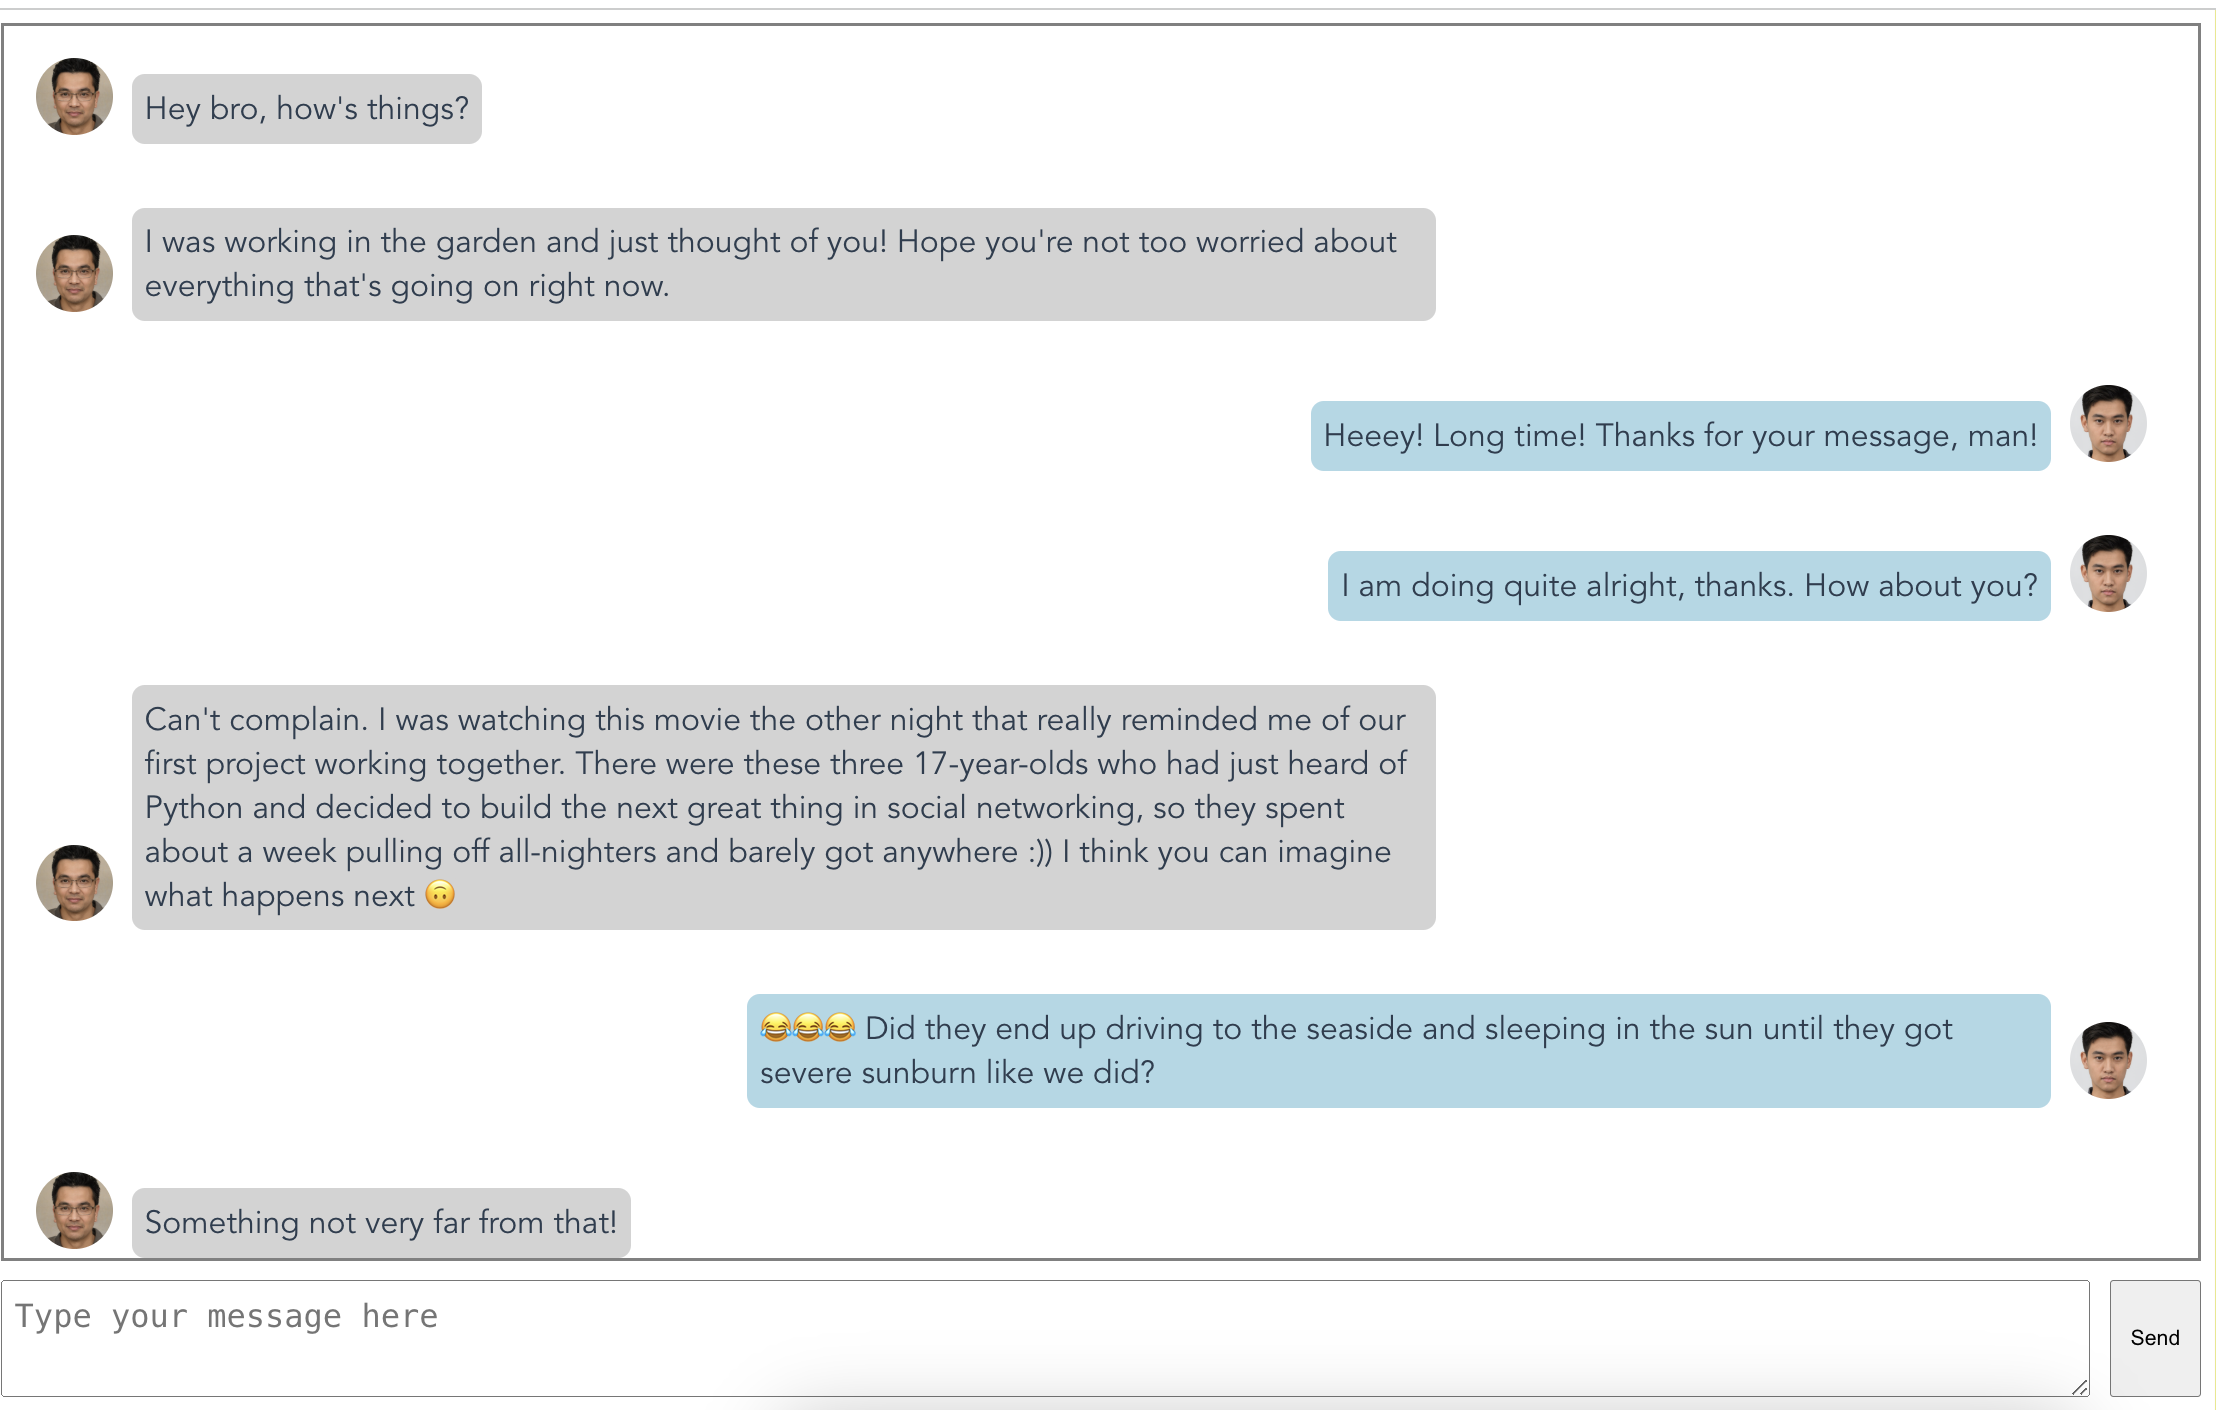 Hey bro, how's things?
I was working in the garden and just thought of you! Hope you're not too worried about
everything that's going on right now.
Heeey! Long time! Thanks for your message, man!
I am doing quite alright, thanks. How about you?
Can't complain. I was watching this movie the other night that really reminded me of our
first project working together. There were these three 17-year-olds who had just heard of
Python and decided to build the next great thing in social networking, so they spent
about a week pulling off all-nighters and barely got anywhere :)) I think you can imagine
what happens next 🙃
😂😂😂 Did they end up driving to the seaside and sleeping in the sun until they got
severe sunburn like we did?
Something not very far from that!
Type your message here
Send